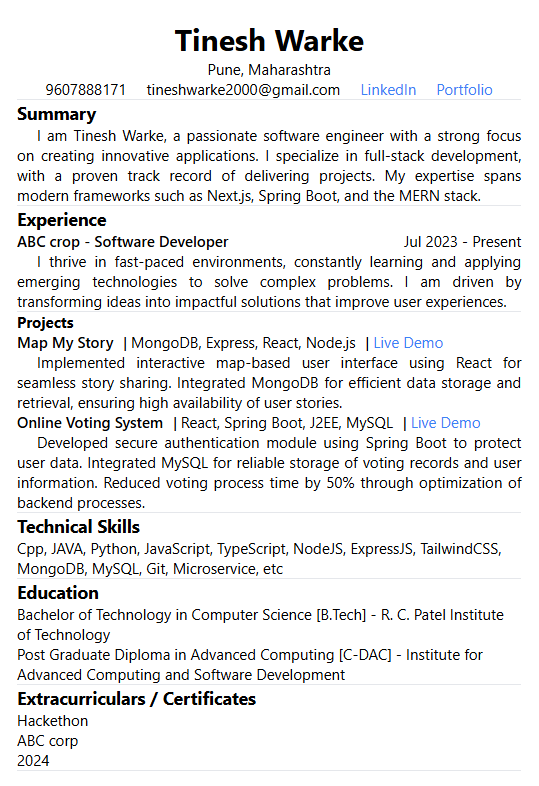 Tinesh Warke
Pune, Maharashtra
9607888171 tineshwarke2000@gmail.com LinkedIn Portfolio
Summary
I am Tinesh Warke, a passionate software engineer with a strong focus
on creating innovative applications. I specialize in full-stack development,
with a proven track record of delivering projects. My expertise spans
modern frameworks such as Next.js, Spring Boot, and the MERN stack.
Experience
ABC crop - Software Developer Jul 2023 - Present
I thrive in fast-paced environments, constantly learning and applying
emerging technologies to solve complex problems. I am driven by
transforming ideas into impactful solutions that improve user experiences.
Projects
Map My Story | MongoDB, Express, React, Node.js | Live Demo
Implemented interactive map-based user interface using React for
seamless story sharing. Integrated MongoDB for efficient data storage and
retrieval, ensuring high availability of user stories.
Online Voting System | React, Spring Boot, J2EE, MySQL | Live Demo
Developed secure authentication module using Spring Boot to protect
user data. Integrated MySQL for reliable storage of voting records and user
information. Reduced voting process time by 50% through optimization of
backend processes.
Technical Skills
Cpp, JAVA, Python, JavaScript, TypeScript, NodeJS, ExpressJS, TailwindCSS,
MongoDB, MySQL, Git, Microservice, etc
Education
Bachelor of Technology in Computer Science [B.Tech] - R. C. Patel Institute
of Technology
Post Graduate Diploma in Advanced Computing [C-DAC] - Institute for
Advanced Computing and Software Development
Extracurriculars / Certificates
Hackethon
ABC corp
2024